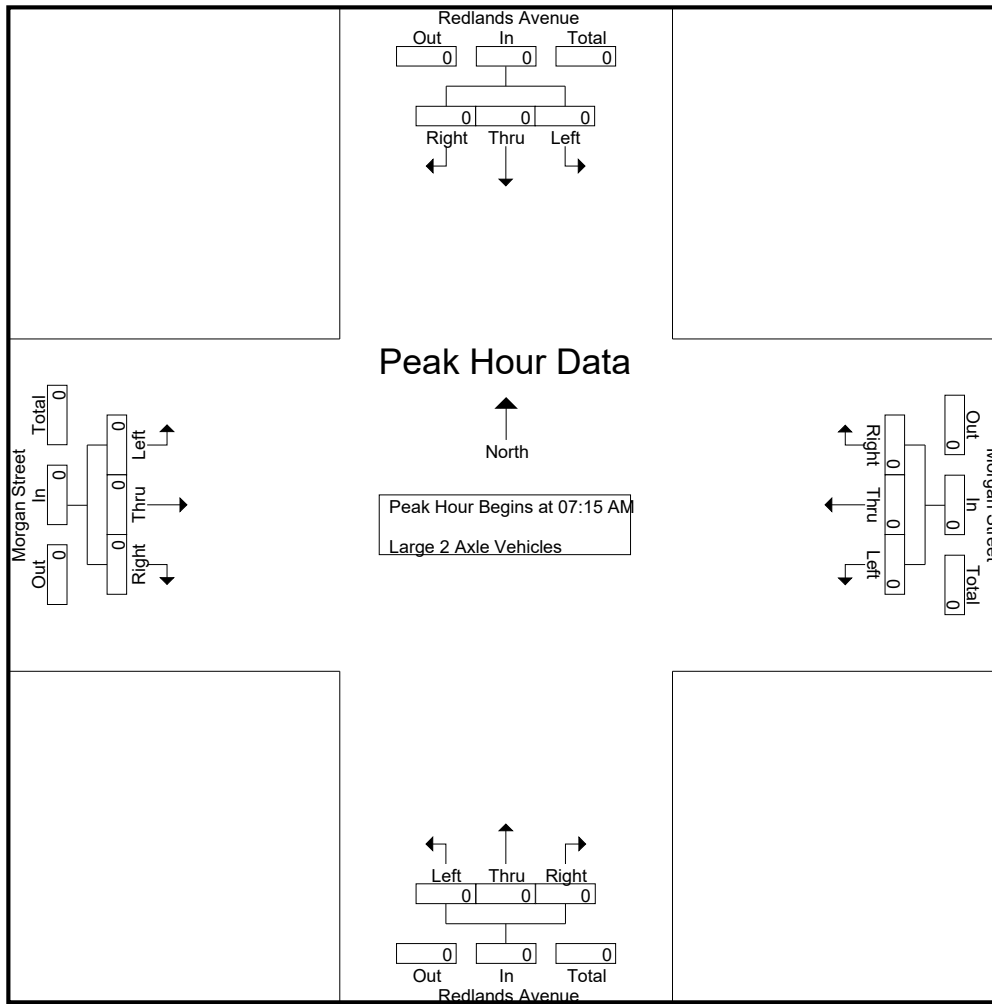 Redlands Avenue
Out In Total
0 0 0
0 0 0
Right Thru Left
Peak Hour Data
North
Peak Hour Begins at 07:15 AM
Large 2 Axle Vehicles
Morgan Street
Out In Total
0 0 0
0 0 0
Right Thru Left
Morgan Street
Out In Total
0 0 0
0 0 0
Right Thru Left
Left Thru Right
0 0 0
0 0 0
Out In Total
Redlands Avenue